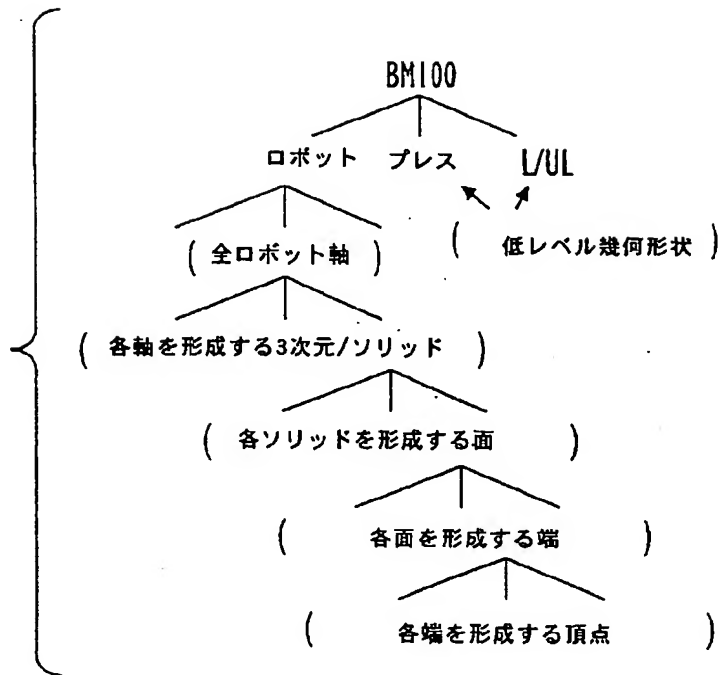 BM100
ロボット プレス L/UL
( 全ロボット軸 )
( 低レベル幾何形状 )
( 各軸を形成する3次元/ソリッド )
( 各ソリッドを形成する面 )
( 各面を形成する端 )
( 各端を形成する頂点 )